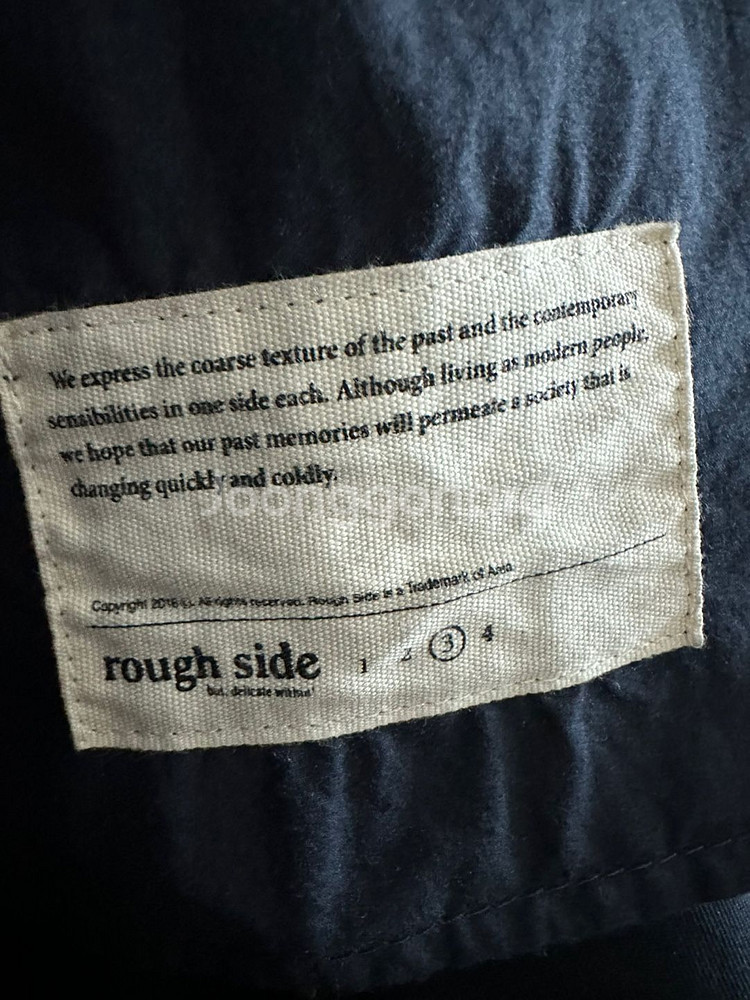 We express the coarse texture of the past and the contemporary
sensibilities in one side each. Although living as modern people,
we hope that our past memories will permeate a society that is
changing quickly and coldly.
Copyright 2016 ©. All rights reserved. Rough Side is a Trademark of
rough side 1 2 3 4
but, delicate